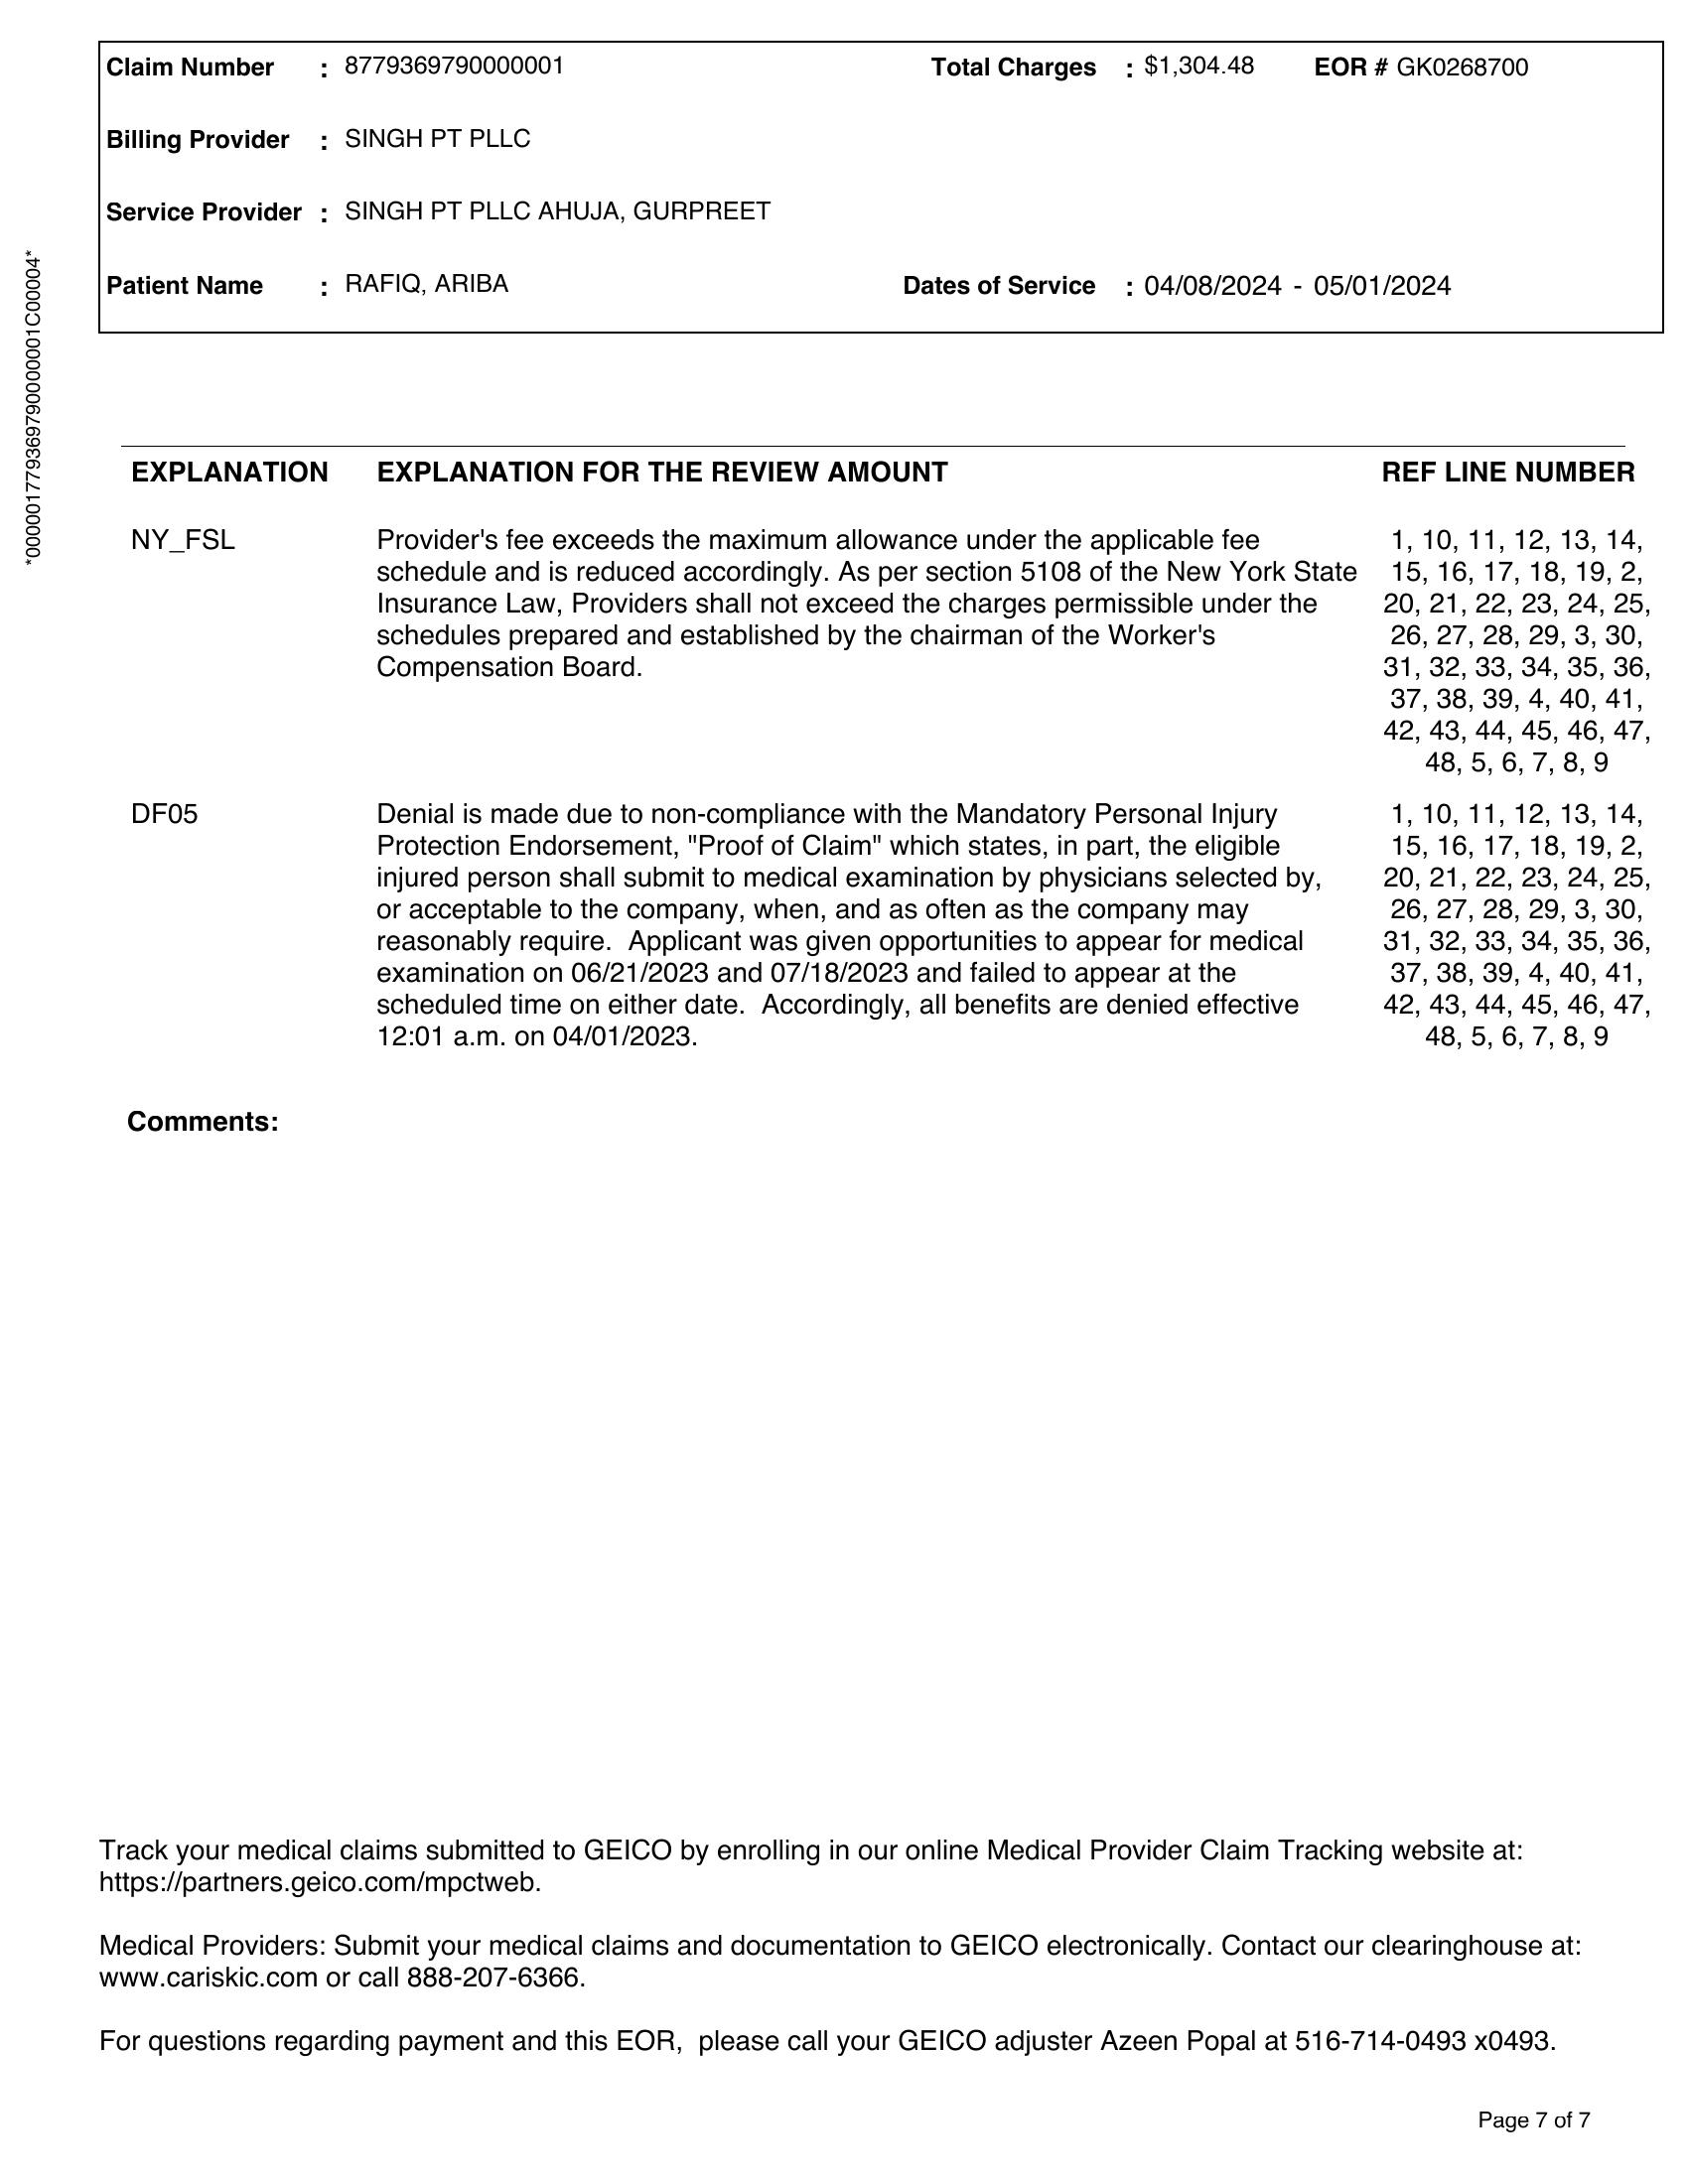 Claim Number : 8779369790000001 Total Charges : $1,304.48 EOR # GK0268700
Billing Provider : SINGH PT PLLC
Service Provider : SINGH PT PLLC AHUJA, GURPREET
Patient Name : RAFIQ, ARIBA Dates of Service : 04/08/2024 - 05/01/2024
*0000017793697900000001C00004*
EXPLANATION EXPLANATION FOR THE REVIEW AMOUNT REF LINE NUMBER
NY_FSL Provider's fee exceeds the maximum allowance under the applicable fee 1, 10, 11, 12, 13, 14,
schedule and is reduced accordingly. As per section 5108 of the New York State 15, 16, 17, 18, 19, 2,
Insurance Law, Providers shall not exceed the charges permissible under the 20, 21, 22, 23, 24, 25,
schedules prepared and established by the chairman of the Worker's 26, 27, 28, 29, 3, 30,
Compensation Board. 31, 32, 33, 34, 35, 36,
37, 38, 39, 4, 40, 41,
42, 43, 44, 45, 46, 47,
48, 5, 6, 7, 8, 9
DF05 Denial is made due to non-compliance with the Mandatory Personal Injury 1, 10, 11, 12, 13, 14,
Protection Endorsement, "Proof of Claim" which states, in part, the eligible 15, 16, 17, 18, 19, 2,
injured person shall submit to medical examination by physicians selected by, 20, 21, 22, 23, 24, 25,
or acceptable to the company, when, and as often as the company may 26, 27, 28, 29, 3, 30,
reasonably require.  Applicant was given opportunities to appear for medical 31, 32, 33, 34, 35, 36,
examination on 06/21/2023 and 07/18/2023 and failed to appear at the 37, 38, 39, 4, 40, 41,
scheduled time on either date.  Accordingly, all benefits are denied effective 42, 43, 44, 45, 46, 47,
12:01 a.m. on 04/01/2023. 48, 5, 6, 7, 8, 9
Comments:
Track your medical claims submitted to GEICO by enrolling in our online Medical Provider Claim Tracking website at:
https://partners.geico.com/mpctweb.
Medical Providers: Submit your medical claims and documentation to GEICO electronically. Contact our clearinghouse at:
www.cariskic.com or call 888-207-6366.
For questions regarding payment and this EOR,  please call your GEICO adjuster Azeen Popal at 516-714-0493 x0493.
Page 7 of 7